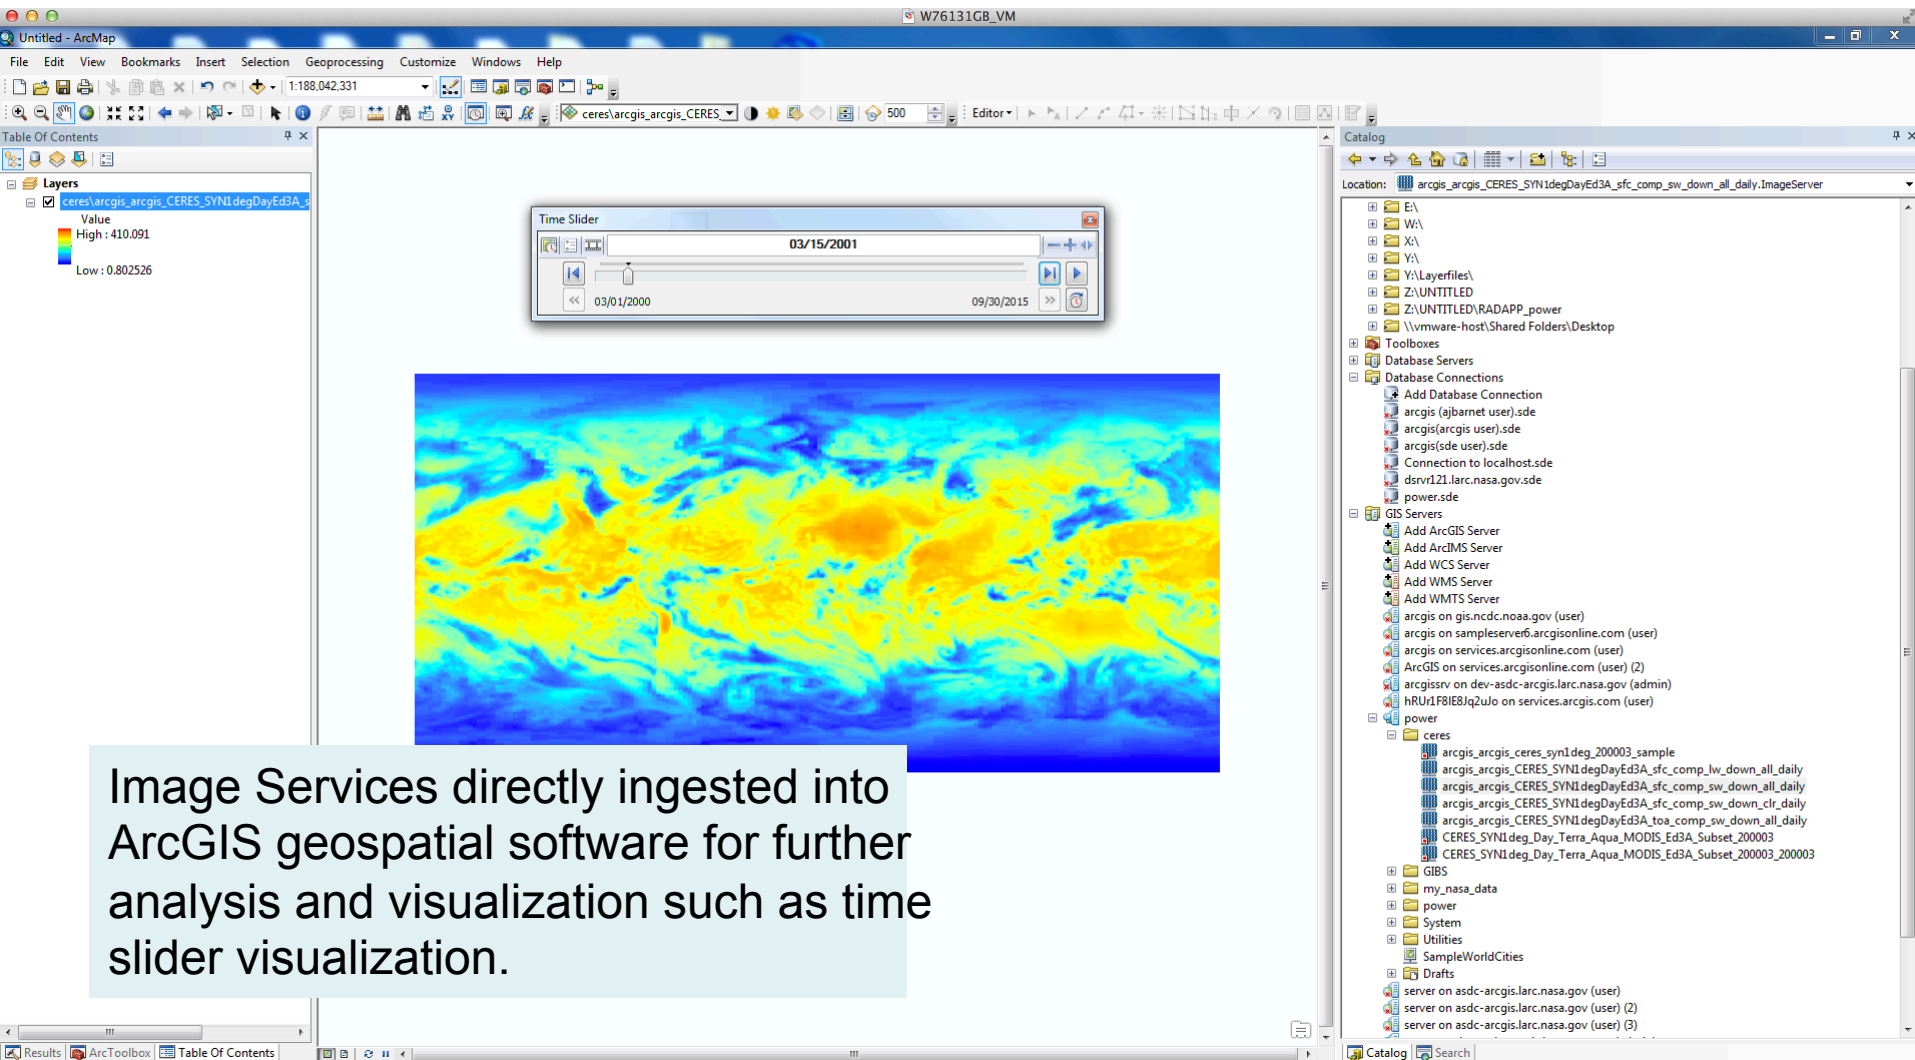 W76131GB_VM
Untitled - ArcMap
File Edit View Bookmarks Insert Selection Geoprocessing Customize Windows Help
1:188,042,331
ceres\arcgis_arcgis_CERES_ 500 Editor
Table Of Contents
Layers
ceres\arcgis_arcgis_CERES_SYN1degDayEd3A_s
Value
High : 410.091
Low : 0.802526
Time Slider
03/15/2001
03/01/2000 09/30/2015
Image Services directly ingested into
ArcGIS geospatial software for further
analysis and visualization such as time
slider visualization.
Results ArcToolbox Table Of Contents
Catalog
Location: arcgis_arcgis_CERES_SYN1degDayEd3A_sfc_comp_sw_down_all_daily.ImageServer
E:\
W:\
X:\
Y:\
Y:\Layerfiles\
Z:\UNTITLED
Z:\UNTITLED\RADAPP_power
\\vmware-host\Shared Folders\Desktop
Toolboxes
Database Servers
Database Connections
Add Database Connection
arcgis (ajbarnet user).sde
arcgis(arcgis user).sde
arcgis(sde user).sde
Connection to localhost.sde
dsrvr121.larc.nasa.gov.sde
power.sde
GIS Servers
Add ArcGIS Server
Add ArcIMS Server
Add WCS Server
Add WMS Server
Add WMTS Server
arcgis on gis.ncdc.noaa.gov (user)
arcgis on sampleserver6.arcgisonline.com (user)
arcgis on services.arcgisonline.com (user)
ArcGIS on services.arcgisonline.com (user) (2)
arcgissrv on dev-asdc-arcgis.larc.nasa.gov (admin)
hRUr1F8lE8Jq2uJo on services.arcgis.com (user)
power
ceres
arcgis_arcgis_ceres_syn1deg_200003_sample
arcgis_arcgis_CERES_SYN1degDayEd3A_sfc_comp_lw_down_all_daily
arcgis_arcgis_CERES_SYN1degDayEd3A_sfc_comp_sw_down_all_daily
arcgis_arcgis_CERES_SYN1degDayEd3A_sfc_comp_sw_down_clr_daily
arcgis_arcgis_CERES_SYN1degDayEd3A_toa_comp_sw_down_all_daily
CERES_SYN1deg_Day_Terra_Aqua_MODIS_Ed3A_Subset_200003
CERES_SYN1deg_Day_Terra_Aqua_MODIS_Ed3A_Subset_200003_200003
GIBS
my_nasa_data
power
System
Utilities
SampleWorldCities
Drafts
server on asdc-arcgis.larc.nasa.gov (user)
server on asdc-arcgis.larc.nasa.gov (user) (2)
server on asdc-arcgis.larc.nasa.gov (user) (3)
Catalog Search